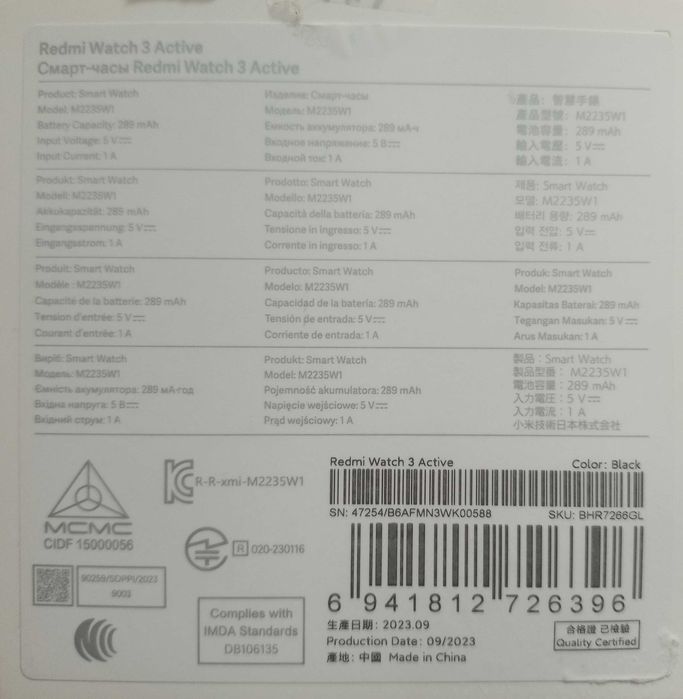 Redmi Watch 3 Active
Смарт-часы Redmi Watch 3 Active
Product: Smart Watch
Model: M2235W1
Battery Capacity: 289 mAh
Input Voltage: 5 V⎓
Input Current: 1 A
Изделие: Смарт-часы
Модель: M2235W1
Емкость аккумулятора: 289 мА·ч
Входное напряжение: 5 В⎓
Входной ток: 1 А
產品: 智慧手錶
產品型號: M2235W1
電池容量: 289 mAh
輸入電壓: 5 V⎓
輸入電流: 1 A
Produkt: Smart Watch
Modell: M2235W1
Akkukapazität: 289 mAh
Eingangsspannung: 5 V⎓
Eingangsstrom: 1 A
Prodotto: Smart Watch
Modello: M2235W1
Capacità della batteria: 289 mAh
Tensione in ingresso: 5 V⎓
Corrente in ingresso: 1 A
제품: Smart Watch
모델: M2235W1
배터리 용량: 289 mAh
입력 전압: 5 V⎓
입력 전류: 1 A
Produit: Smart Watch
Modèle : M2235W1
Capacité de la batterie: 289 mAh
Tension d'entrée: 5 V⎓
Courant d'entrée: 1 A
Producto: Smart Watch
Modelo: M2235W1
Capacidad de la batería: 289 mAh
Tensión de entrada: 5 V⎓
Corriente de entrada: 1 A
Produk: Smart Watch
Model: M2235W1
Kapasitas Baterai: 289 mAh
Tegangan Masukan: 5 V⎓
Arus Masukan: 1 A
Виріб: Smart Watch
Модель: M2235W1
Ємність акумулятора: 289 мА·год
Вхідна напруга: 5 В⎓
Вхідний струм: 1 А
Produkt: Smart Watch
Model: M2235W1
Pojemność akumulatora: 289 mAh
Napięcie wejściowe: 5 V⎓
Prąd wejściowy: 1 A
製品：Smart Watch
製品型番：M2235W1
電池容量：289 mAh
入力電圧：5 V⎓
入力電流：1 A
小米技術日本株式会社
MCMC
CIDF 15000056
R-R-xmi-M2235W1
R 020-230116
90259/SDPPI/2023
9003
Complies with
IMDA Standards
DB106135
Redmi Watch 3 Active Color: Black
SN: 47254/B6AFMN3WK00588 SKU: BHR7266GL
6 941812 726396
生產日期: 2023.09
Production Date: 09/2023
產地: 中國 Made in China
合格證 已檢驗
Quality Certified